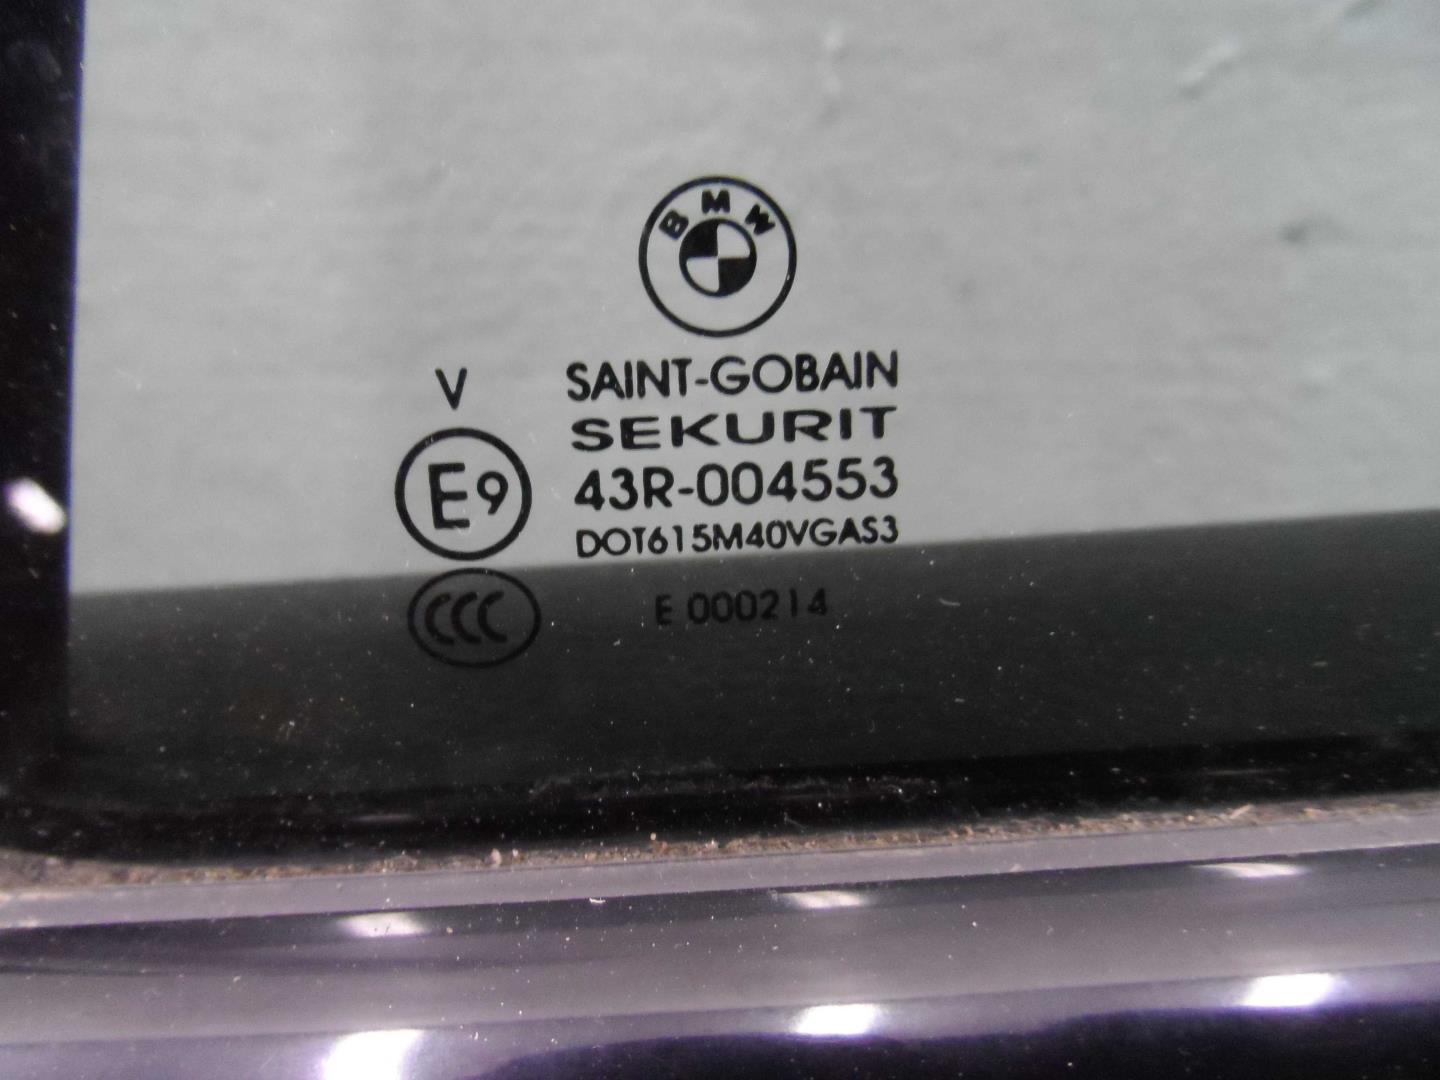 BMW
V
SAINT-GOBAIN
SEKURIT
E9
43R-004553
DOT615M40VGAS3
CCC
E 000214